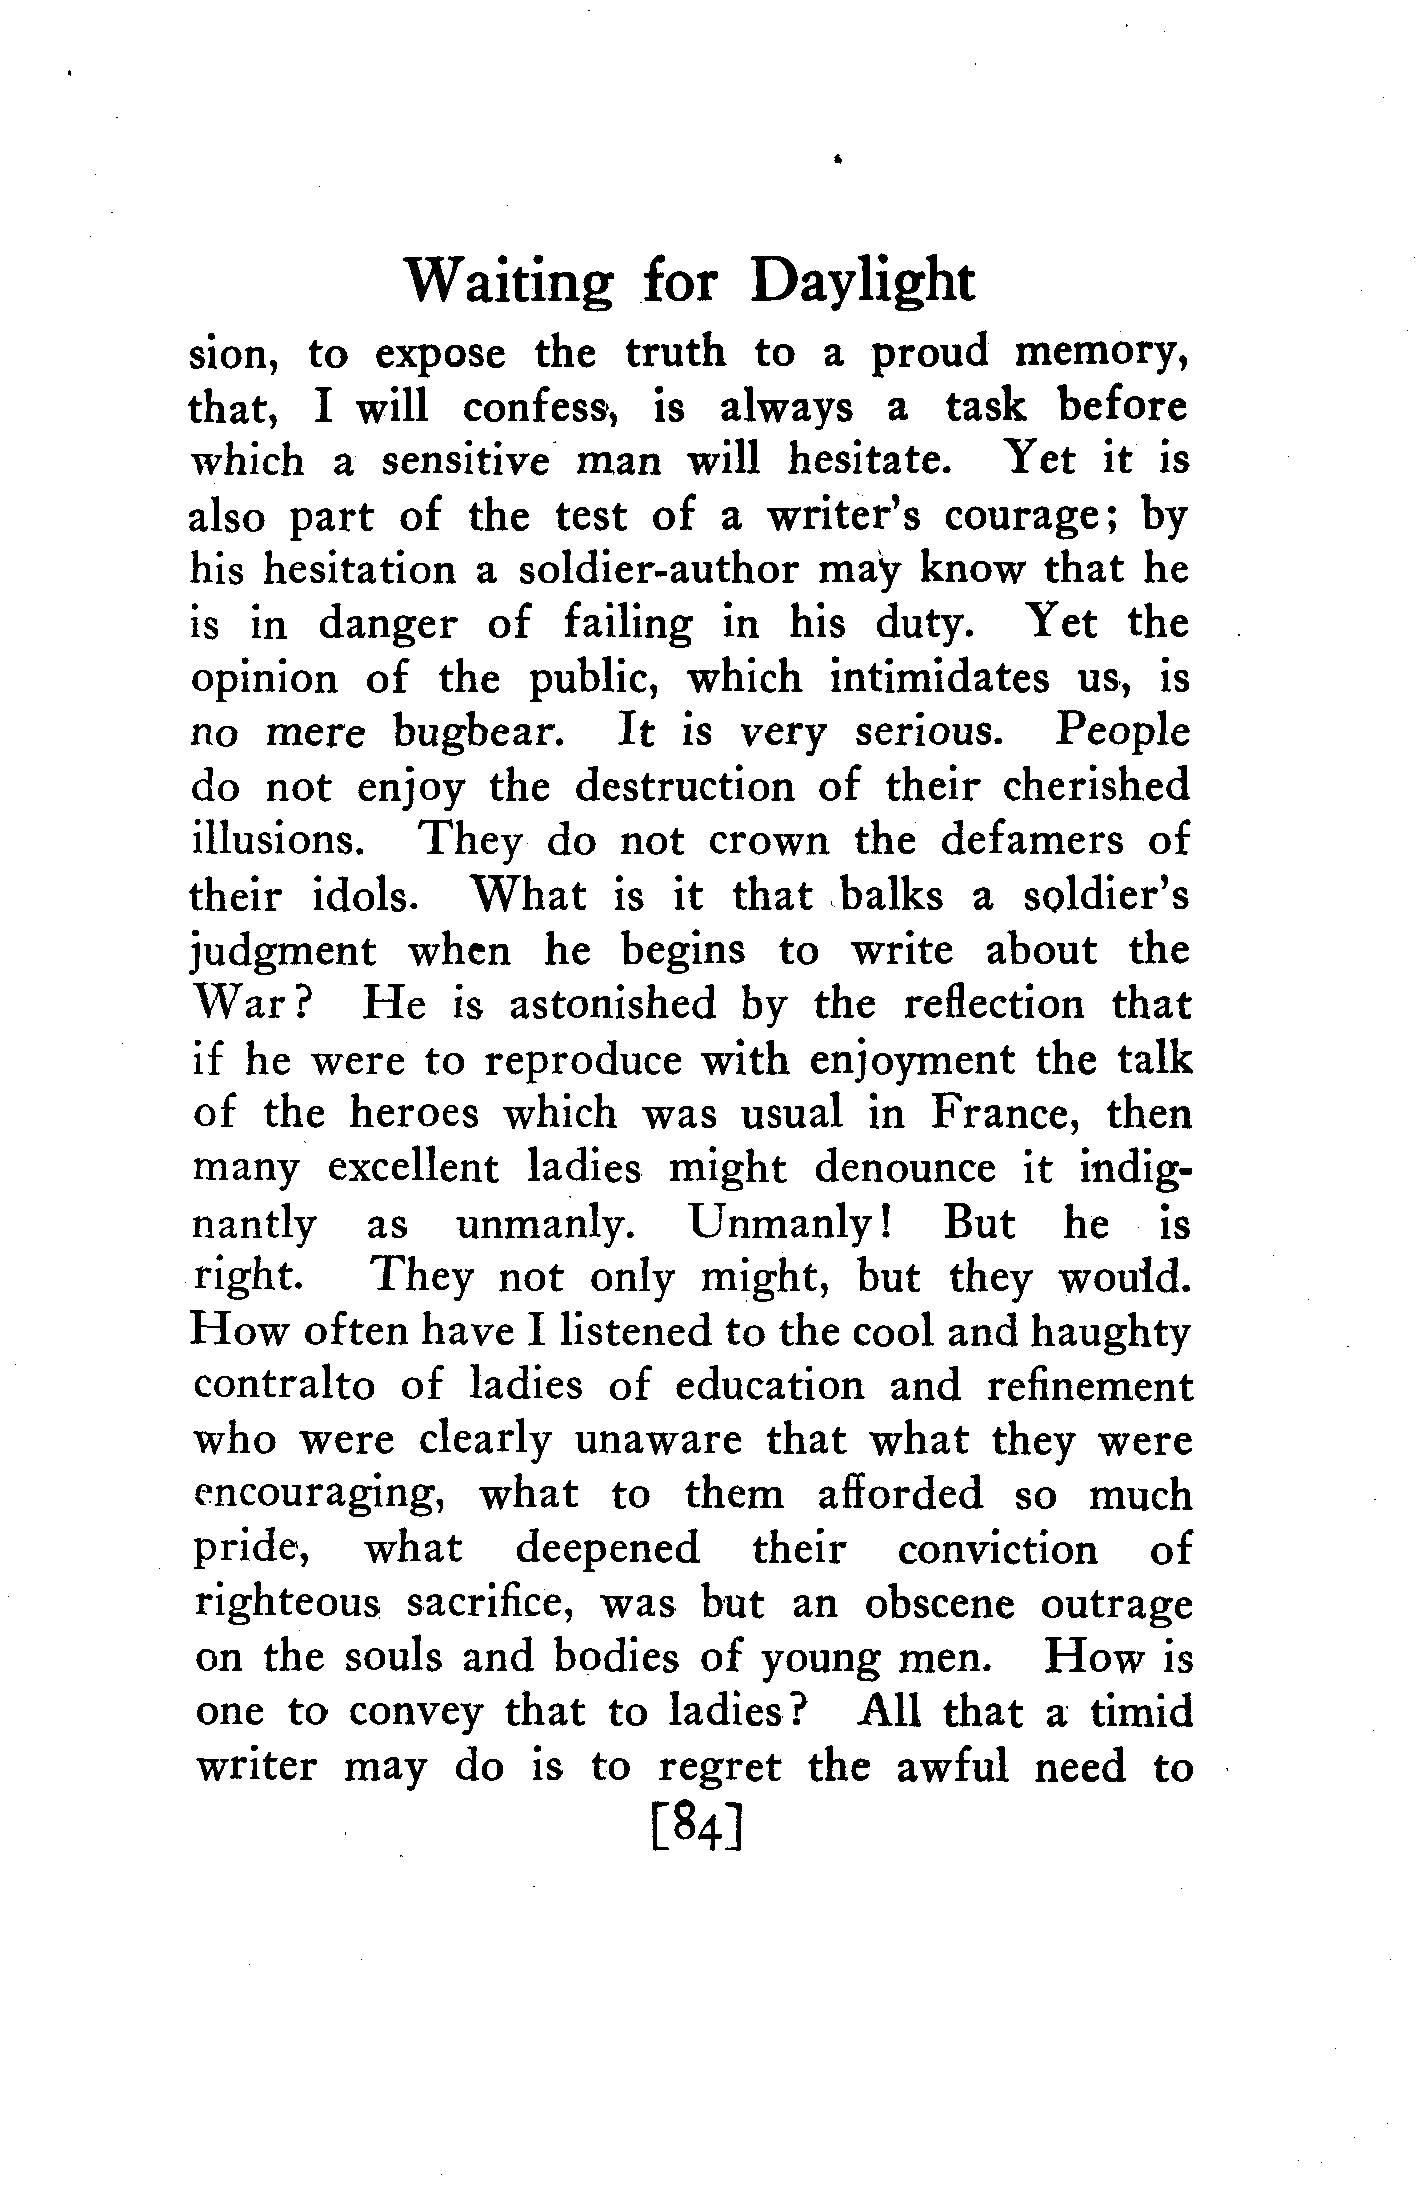 Waiting for Daylight
sion, to expose the truth to a proud memory,
that, I will confess, is always a task before
which a sensitive man will hesitate. Yet it is
also part of the test of a writer's courage; by
his hesitation a soldier-author may know that he
is in danger of failing in his duty. Yet the
opinion of the public, which intimidates us, is
no mere bugbear. It is very serious. People
do not enjoy the destruction of their cherished
illusions. They do not crown the defamers of
their idols. What is it that balks a soldier's
judgment when he begins to write about the
War? He is astonished by the reflection that
if he were to reproduce with enjoyment the talk
of the heroes which was usual in France, then
many excellent ladies might denounce it indig-
nantly as unmanly. Unmanly! But he is
right. They not only might, but they would.
How often have I listened to the cool and haughty
contralto of ladies of education and refinement
who were clearly unaware that what they were
encouraging, what to them afforded so much
pride, what deepened their conviction of
righteous sacrifice, was but an obscene outrage
on the souls and bodies of young men. How is
one to convey that to ladies? All that a timid
writer may do is to regret the awful need to
[84]